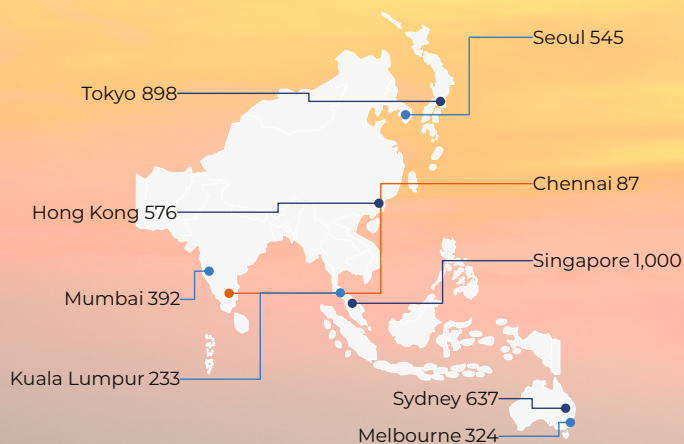 Seoul 545
Tokyo 898
Chennai 87
Hong Kong 576
Singapore 1,000
Mumbai 392
Kuala Lumpur 233
Sydney 637
Melbourne 324